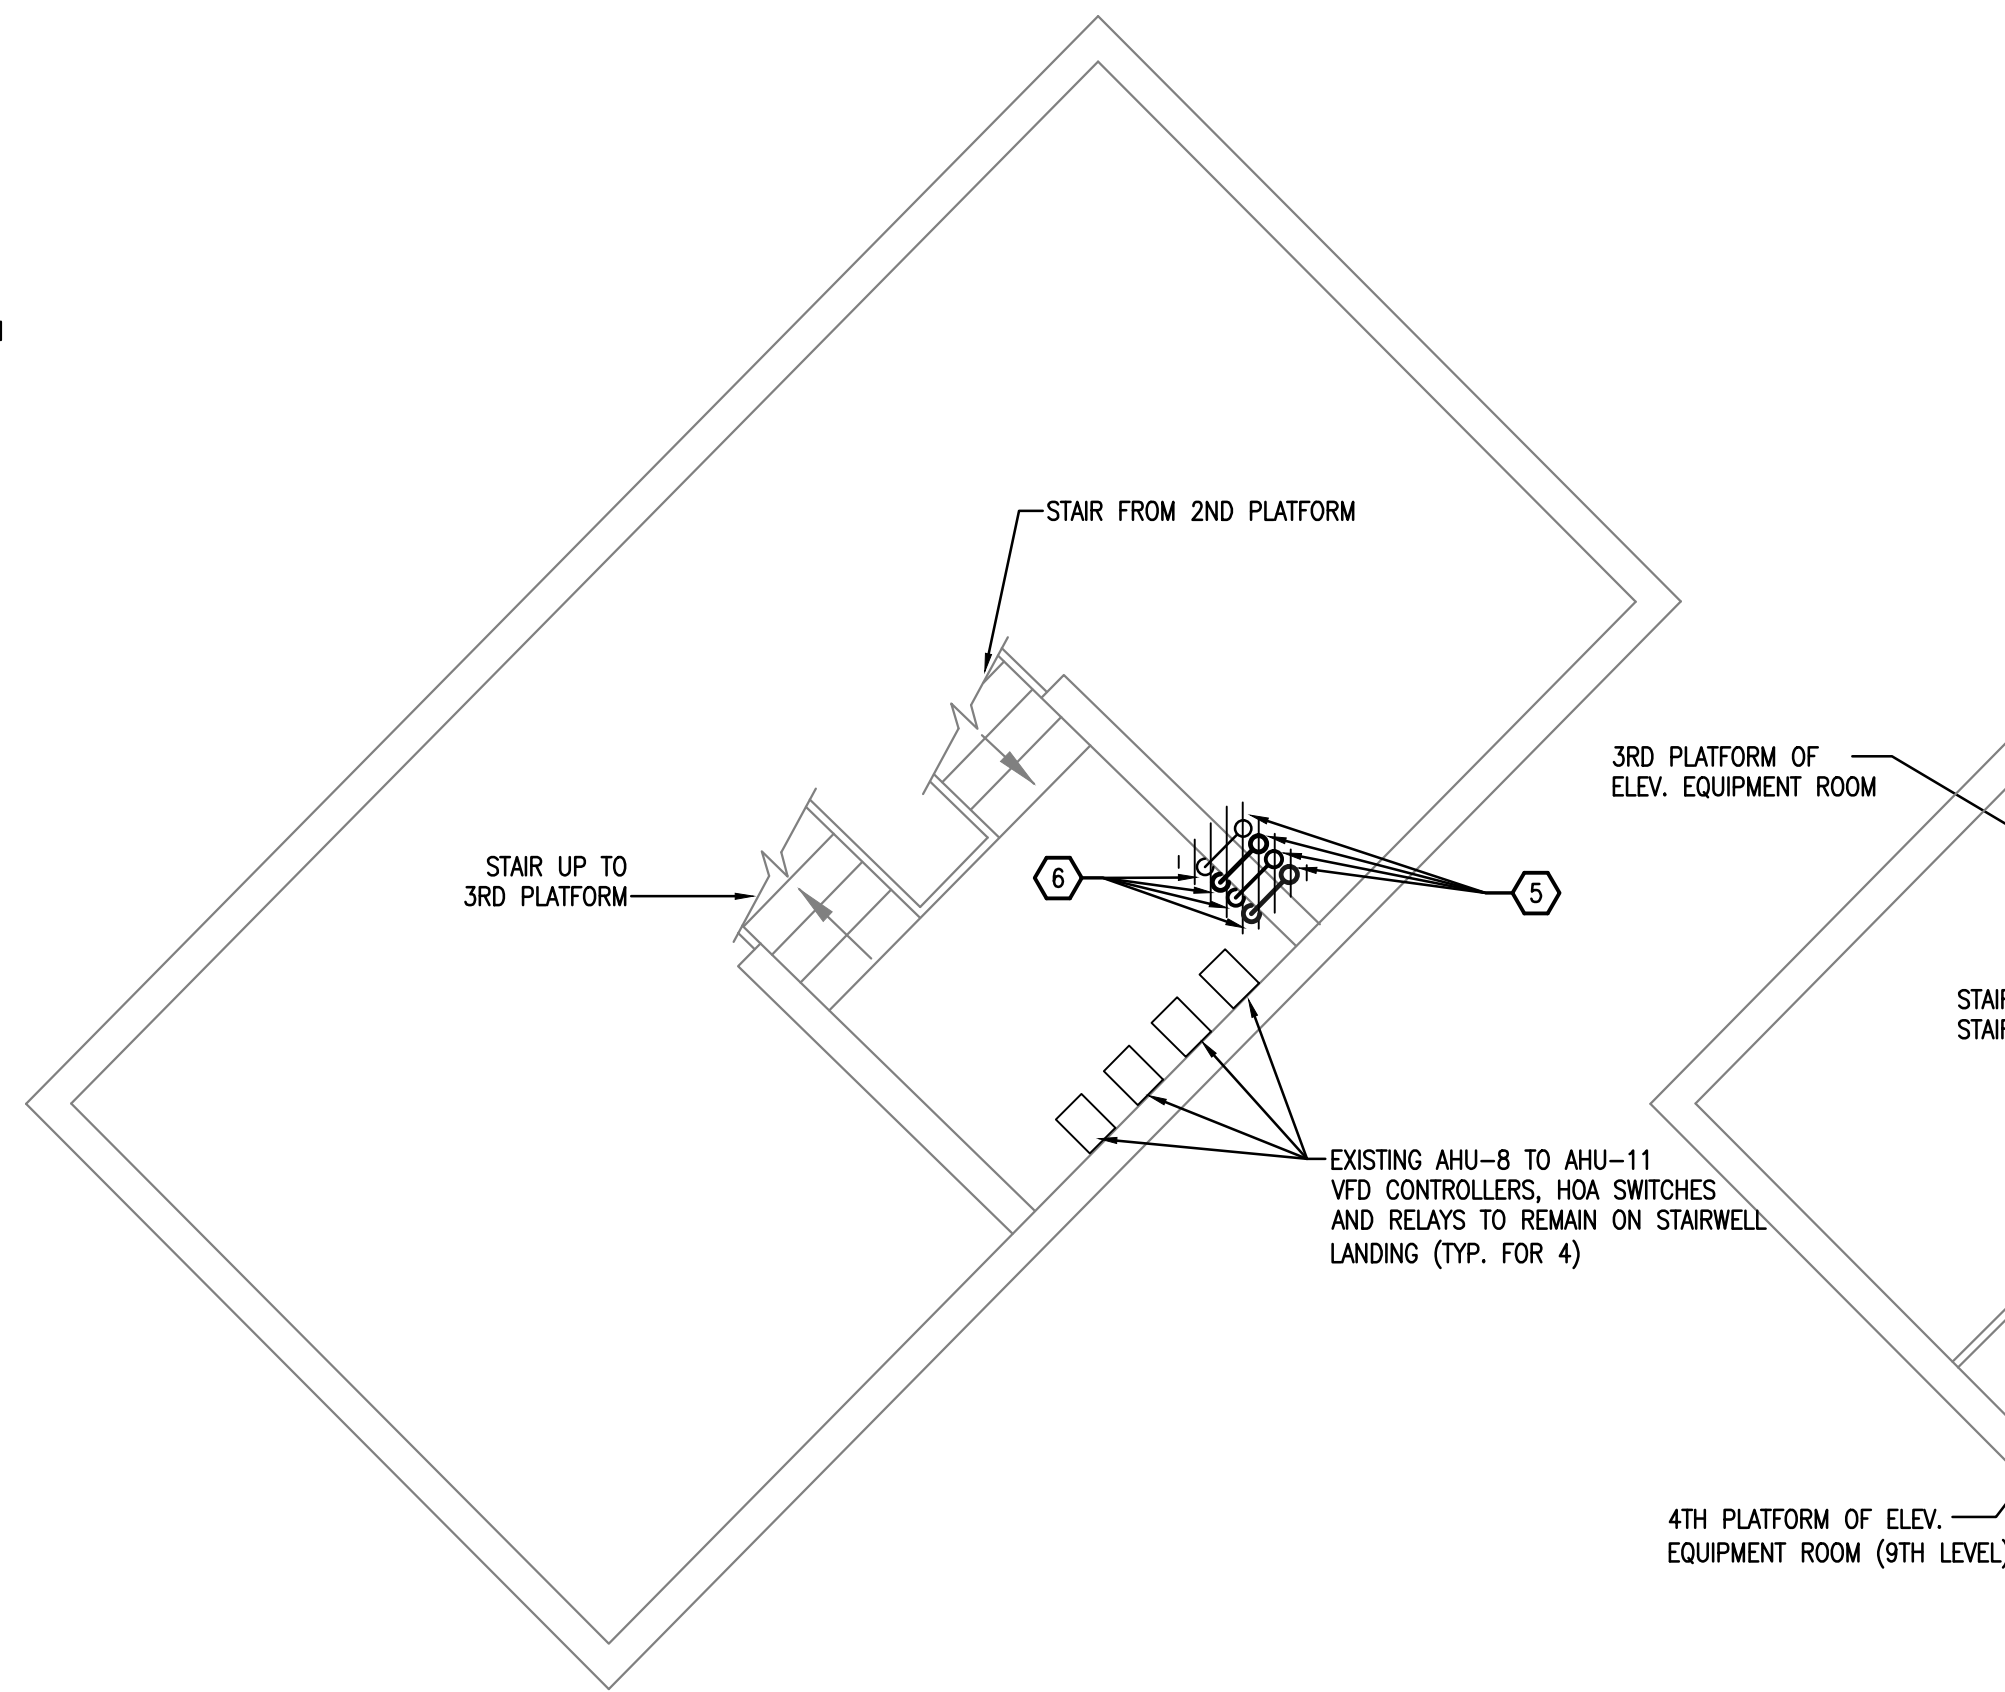 STAIR FROM 2ND PLATFORM
3RD PLATFORM OF
ELEV. EQUIPMENT ROOM
STAIR UP TO
3RD PLATFORM
6
5
STAIR
STAIR
EXISTING AHU-8 TO AHU-11
VFD CONTROLLERS, HOA SWITCHES
AND RELAYS TO REMAIN ON STAIRWELL
LANDING (TYP. FOR 4)
4TH PLATFORM OF ELEV.
EQUIPMENT ROOM (9TH LEVEL)